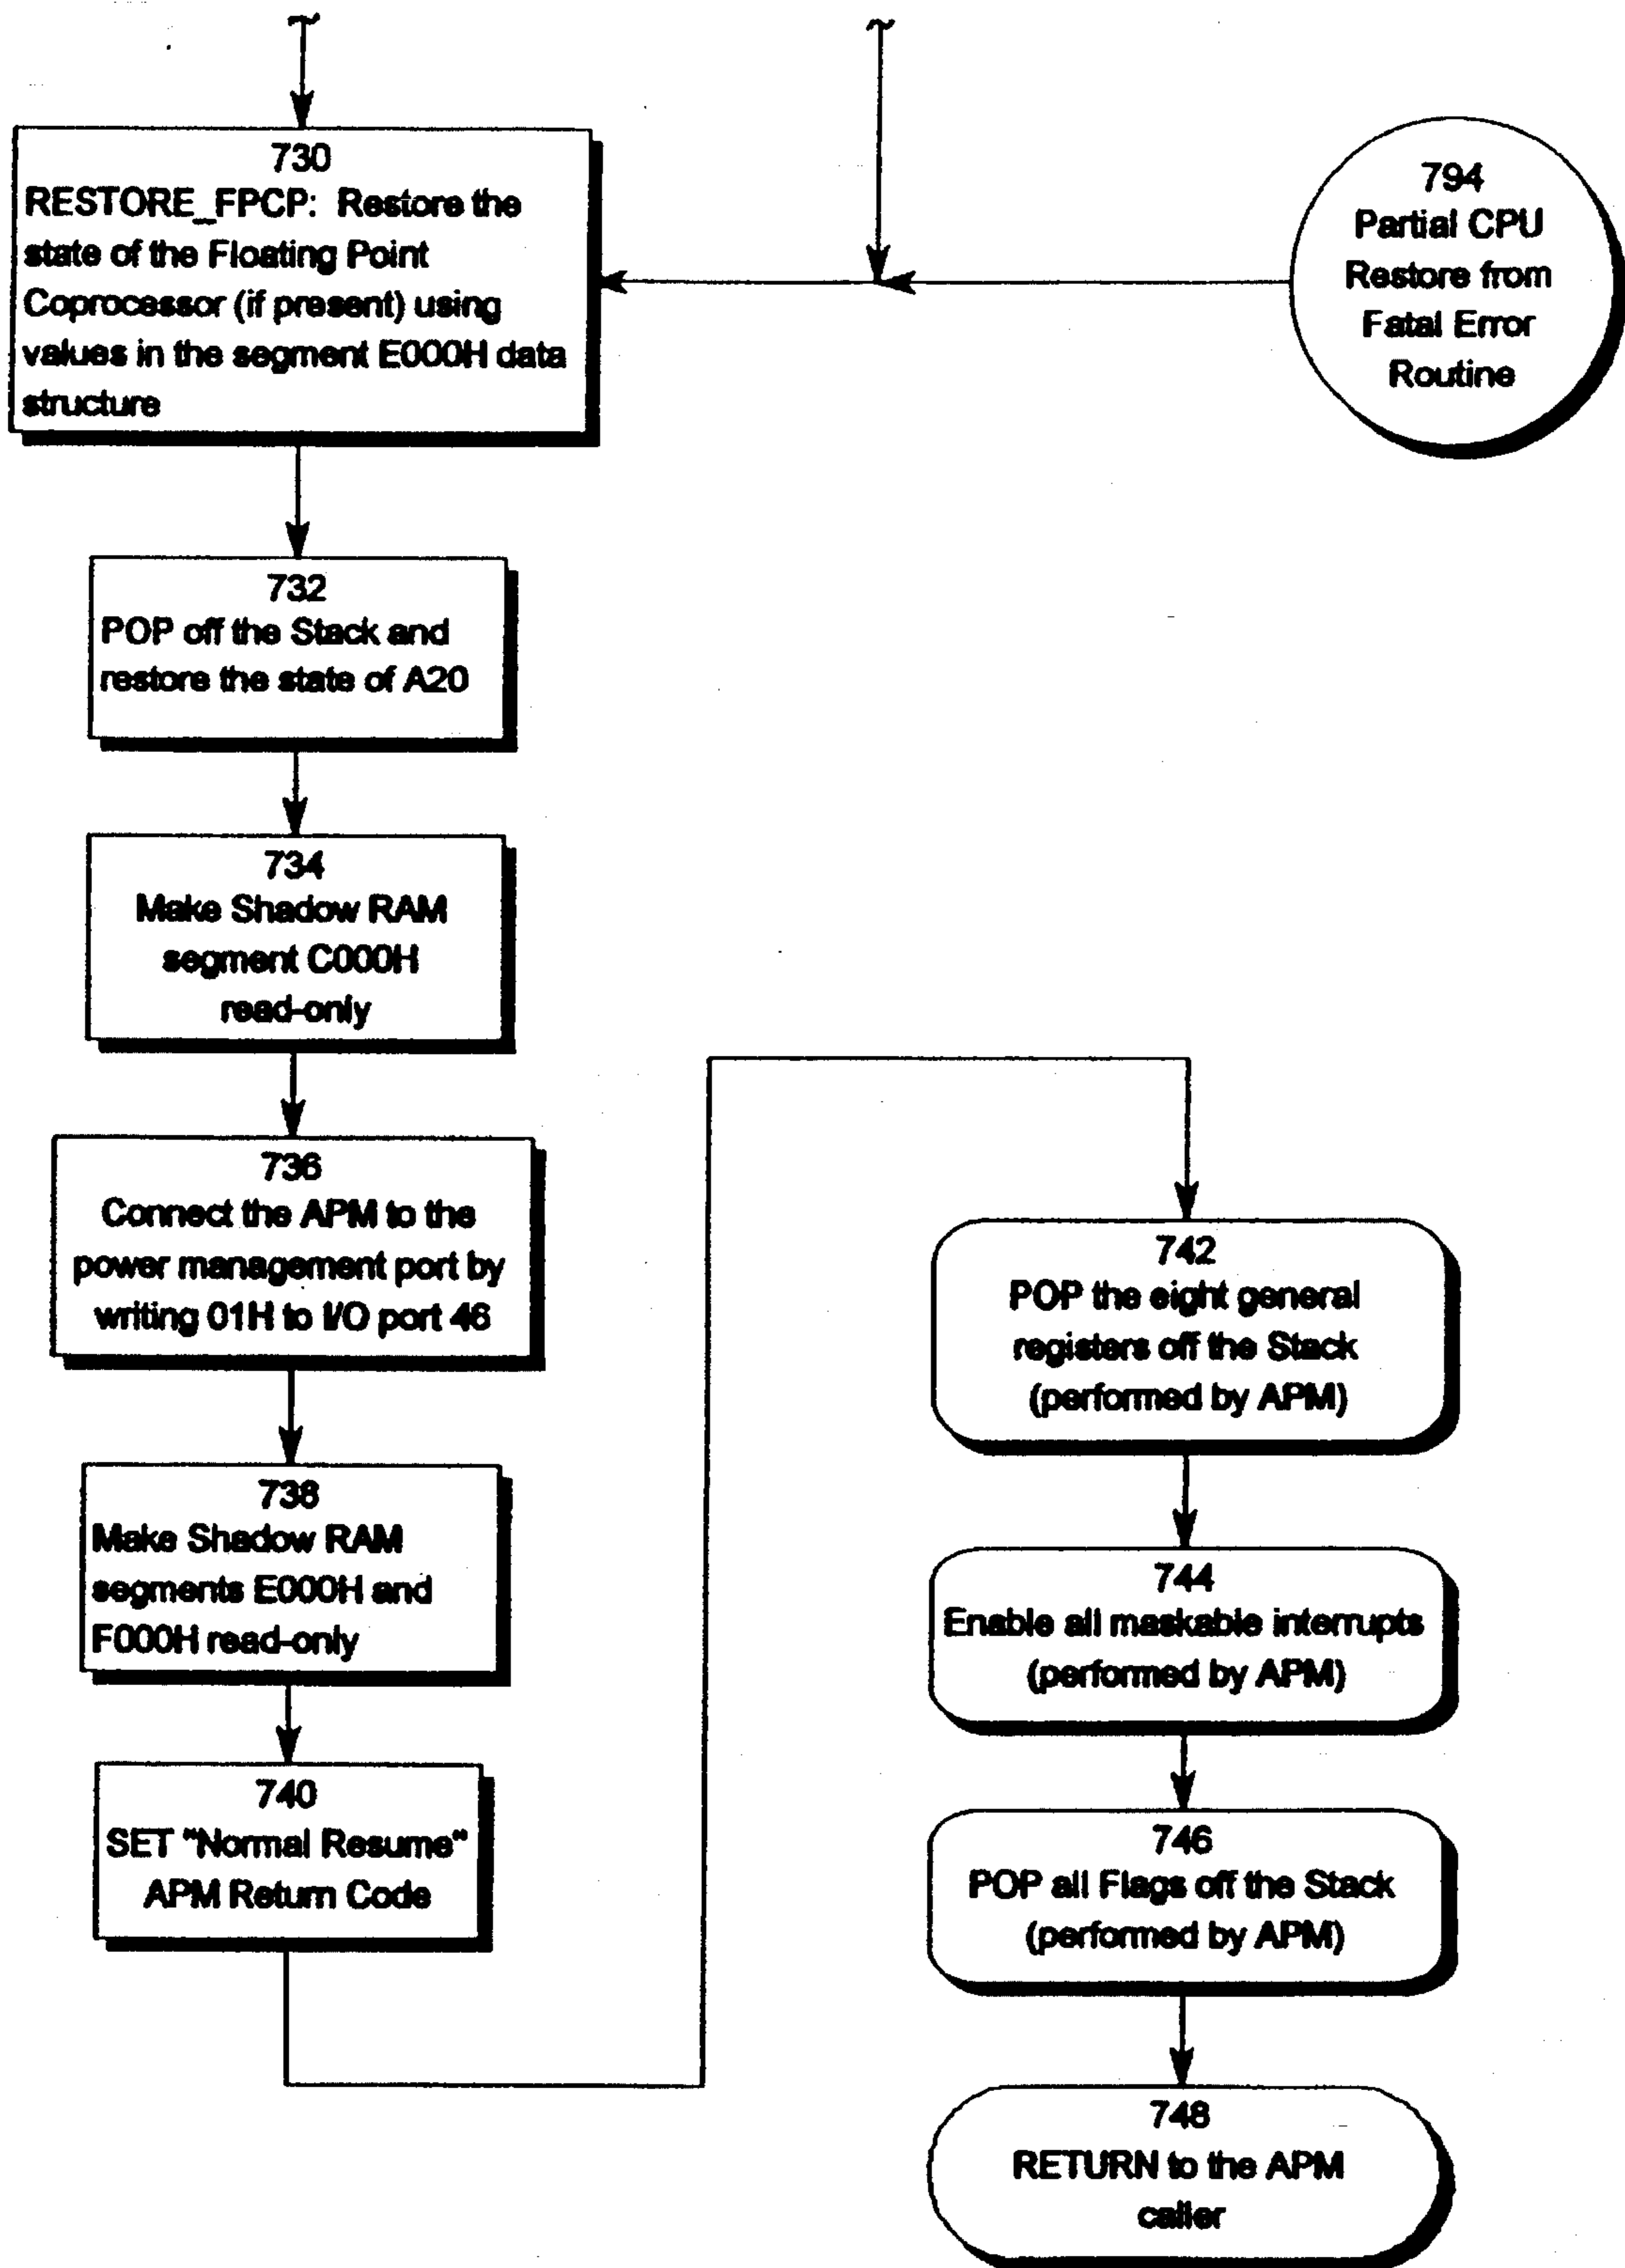 730
RESTORE_FPCP: Restore the
state of the Floating Point
Coprocessor (if present) using
values in the segment E000H data
structure
794
Partial CPU
Restore from
Fatal Error
Routine
732
POP off the Stack and
restore the state of A20
734
Make Shadow RAM
segment C000H
read-only
736
Connect the APM to the
power management port by
writing 01H to I/O port 46
738
Make Shadow RAM
segments E000H and
F000H read-only
740
SET "Normal Resume"
APM Return Code
742
POP the eight general
registers off the Stack
(performed by APM)
744
Enable all maskable interrupts
(performed by APM)
746
POP all Flags off the Stack
(performed by APM)
748
RETURN to the APM
caller